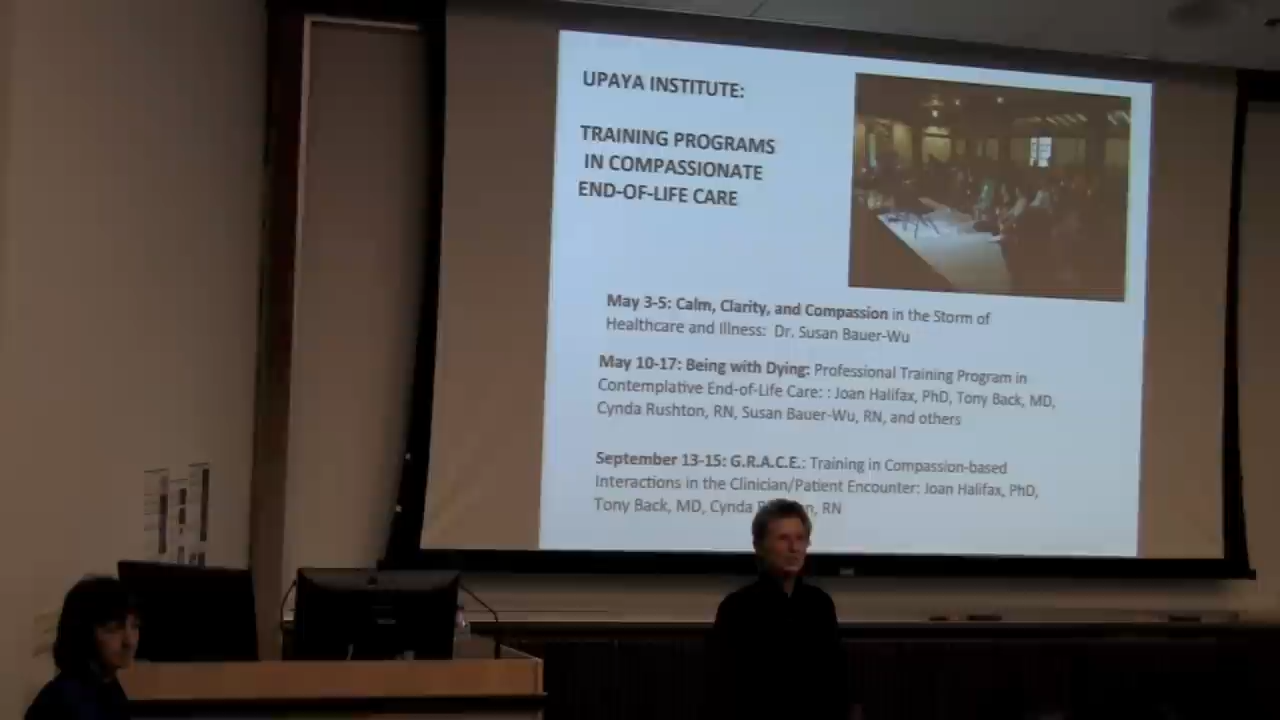 UPAYA INSTITUTE:
TRAINING PROGRAMS
IN COMPASSIONATE
END-OF-LIFE CARE
May 3-5: Calm, Clarity, and Compassion in the Storm of
Healthcare and Illness: Dr. Susan Bauer-Wu
May 10-17: Being with Dying: Professional Training Program in
Contemplative End-of-Life Care: : Joan Halifax, PhD, Tony Back, MD,
Cynda Rushton, RN, Susan Bauer-Wu, RN, and others
September 13-15: G.R.A.C.E.: Training in Compassion-based
Interactions in the Clinician/Patient Encounter: Joan Halifax, PhD,
Tony Back, MD, Cynda RN